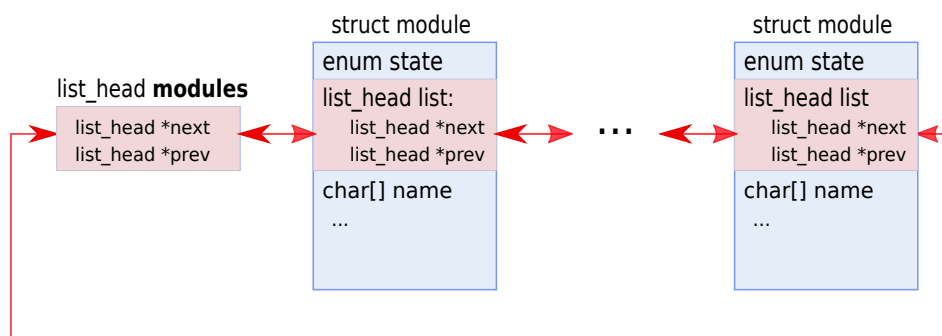 list_head modules
list_head *next
list_head *prev
struct module
enum state
list_head list:
list_head *next
list_head *prev
char[] name
...
...
struct module
enum state
list_head list
list_head *next
list_head *prev
char[] name
...